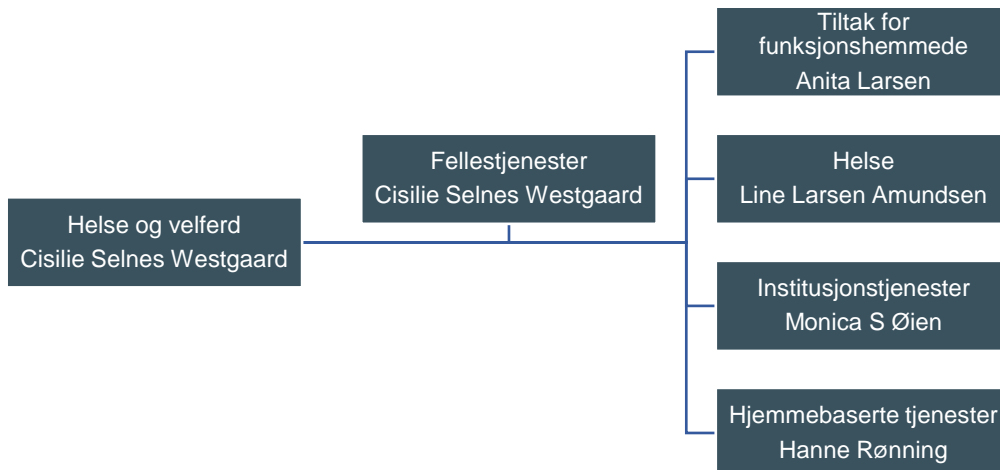 Helse og velferd
Cisilie Selnes Westgaard
Fellestjenester
Cisilie Selnes Westgaard
Tiltak for
funksjonshemmede
Anita Larsen
Helse
Line Larsen Amundsen
Institusjonstjenester
Monica S Øien
Hjemmebaserte tjenester
Hanne Rønning